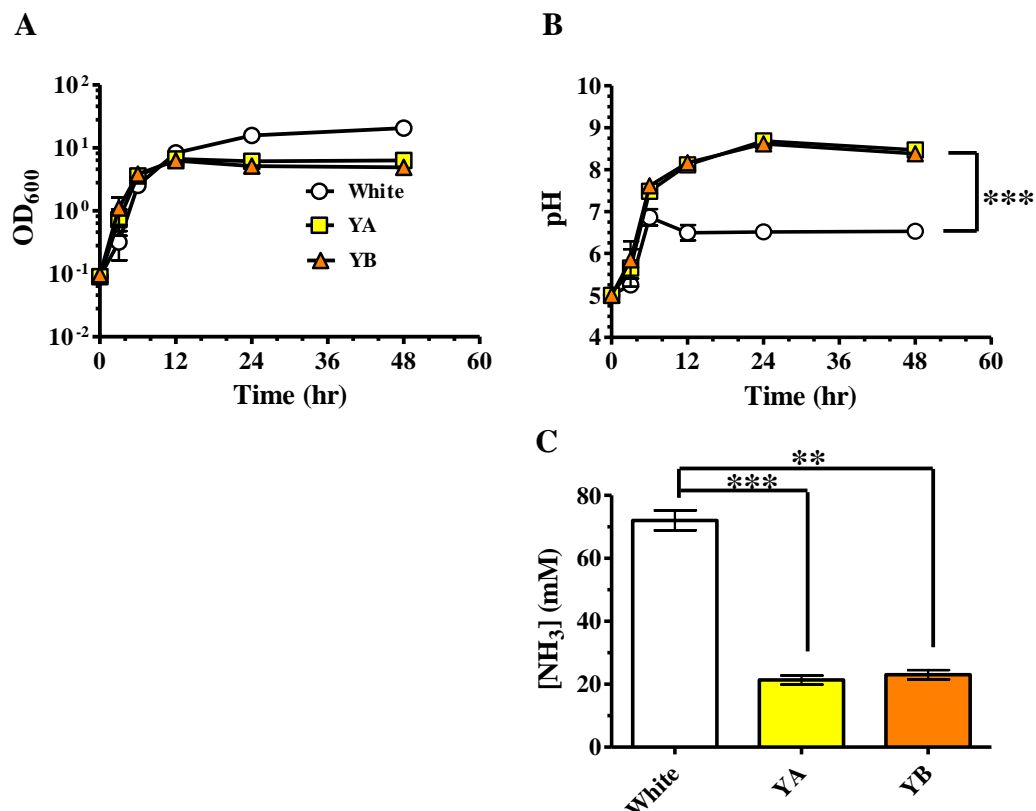 A
10²
10¹
10⁰
10⁻¹
10⁻²
OD₆₀₀
0 12 24 36 48 60
Time (hr)
White
YA
YB
B
10
9
8
7
6
5
4
pH
0 12 24 36 48 60
Time (hr)
***
C
80
60
40
20
0
[NH₃] (mM)
**
***
White YA YB